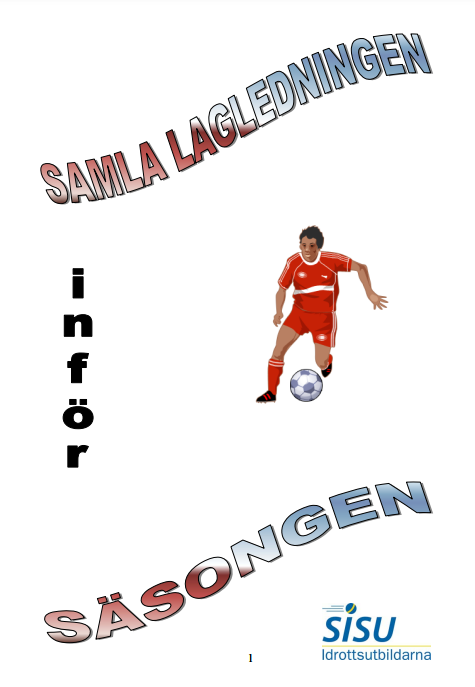 SAMLA LAGLEDNINGEN
i
n
f
ö
r
SÄSONGEN
SISU
Idrottsutbildarna
1